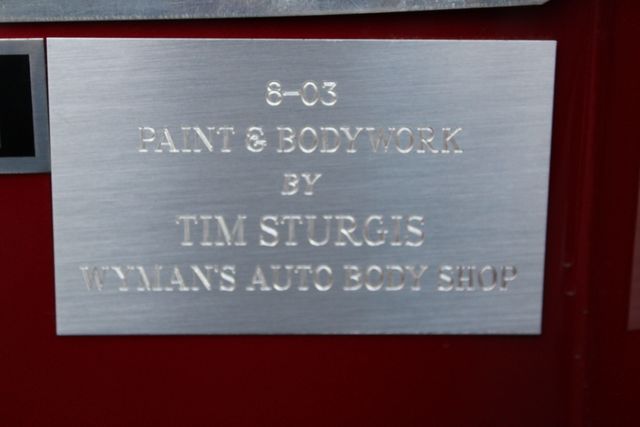 8-03
PAINT & BODYWORK
BY
TIM STURGIS
WYMAN'S AUTO BODY SHOP